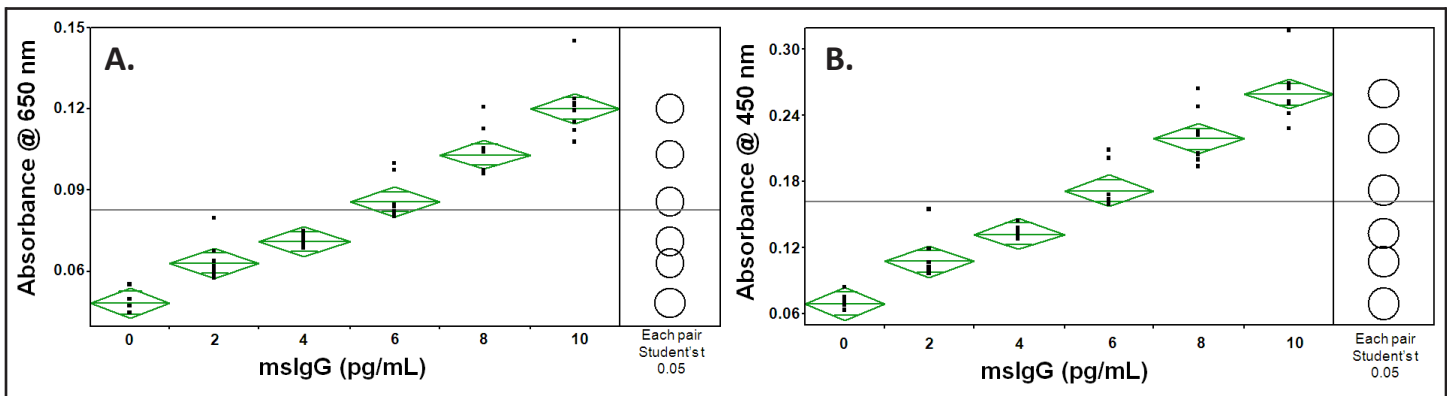 A.
Absorbance @ 650 nm
0.15
0.12
0.09
0.06
0 2 4 6 8 10
msIgG (pg/mL)
Each pair
Student's t
0.05
B.
Absorbance @ 450 nm
0.30
0.24
0.18
0.12
0.06
0 2 4 6 8 10
msIgG (pg/mL)
Each pair
Student's t
0.05